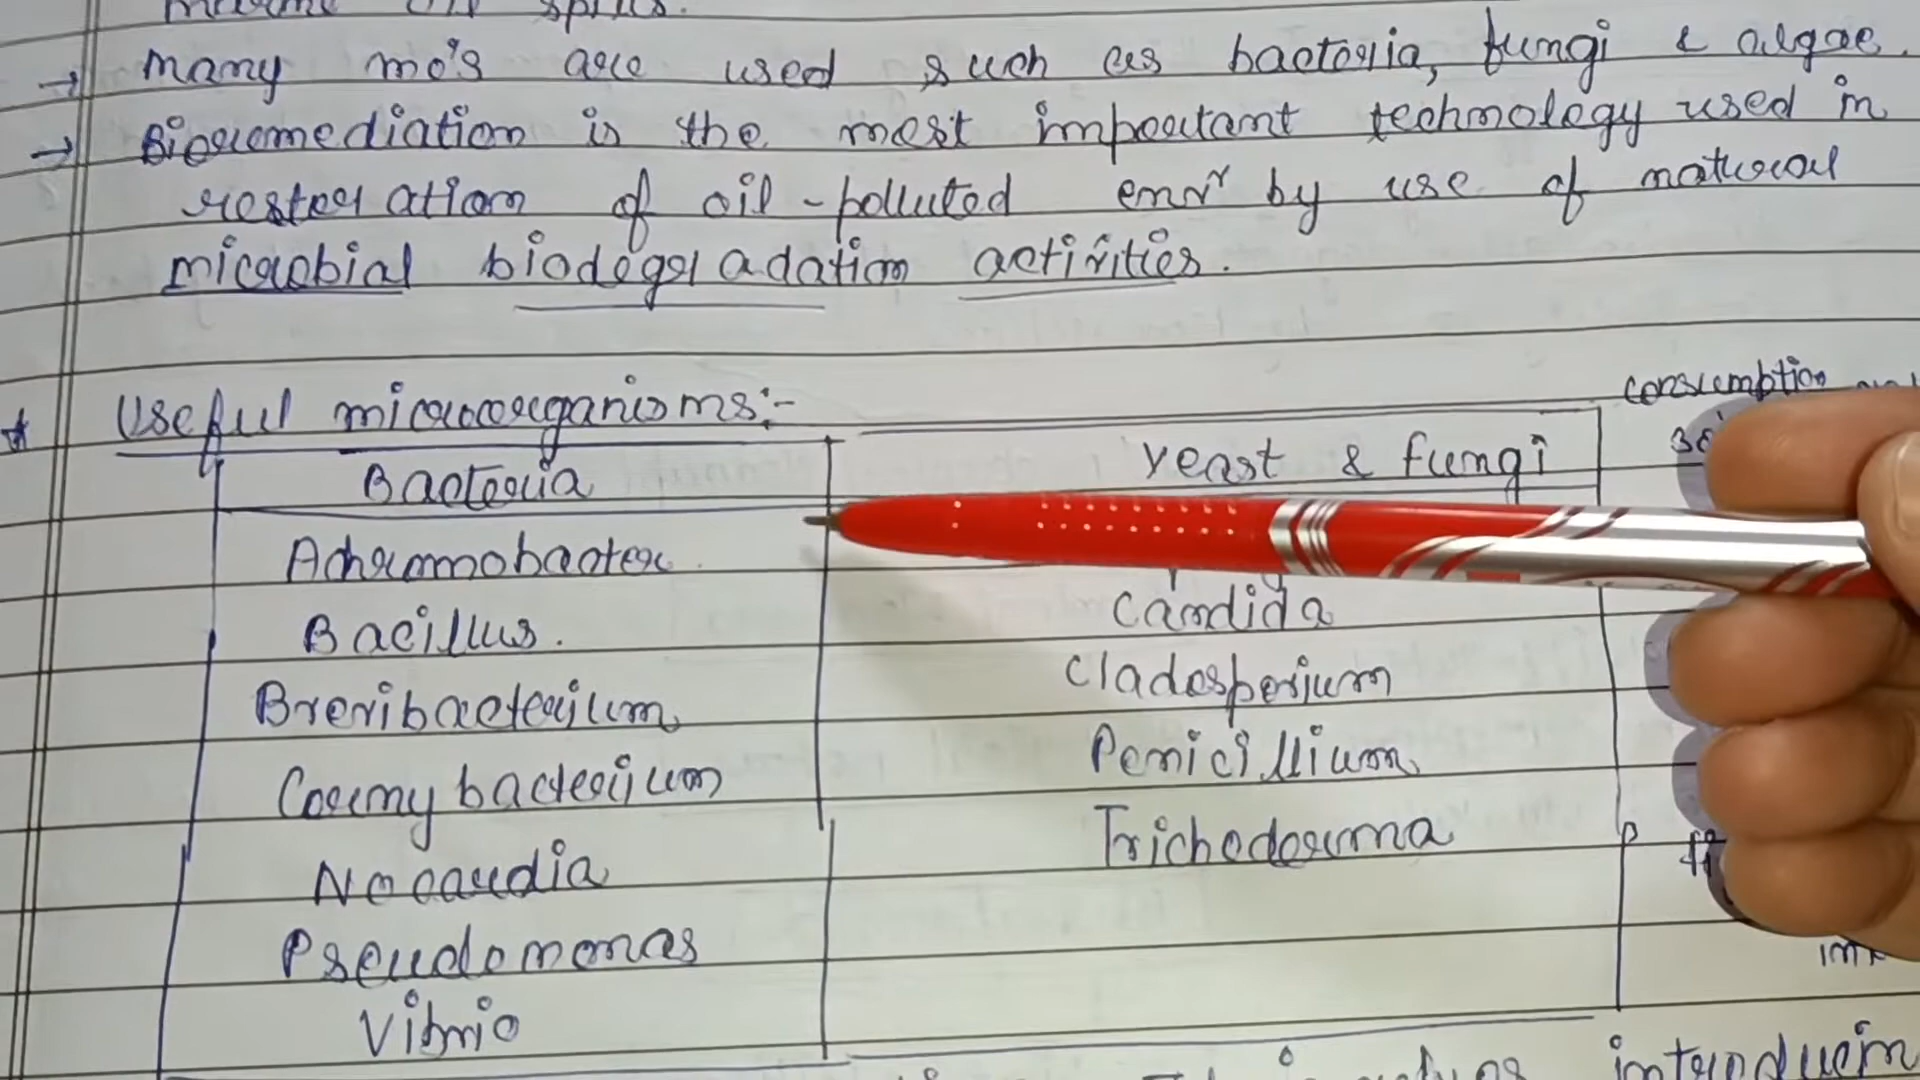 many mo's are used such as bacteria, fungi & algae.
Bioremediation is the most important technology used in
restoration of oil-polluted envr by use of natural
microbial biodegradation activities.
consumption
Useful microorganisms:-
Bacteria
Yeast & Fungi
Achromobacter
Bacillus.
Candida
Brevibacterium
Cladosporium
Corinybacterium
Penicillium
Nocardia
Trichoderma
Pseudomonas
Vibrio